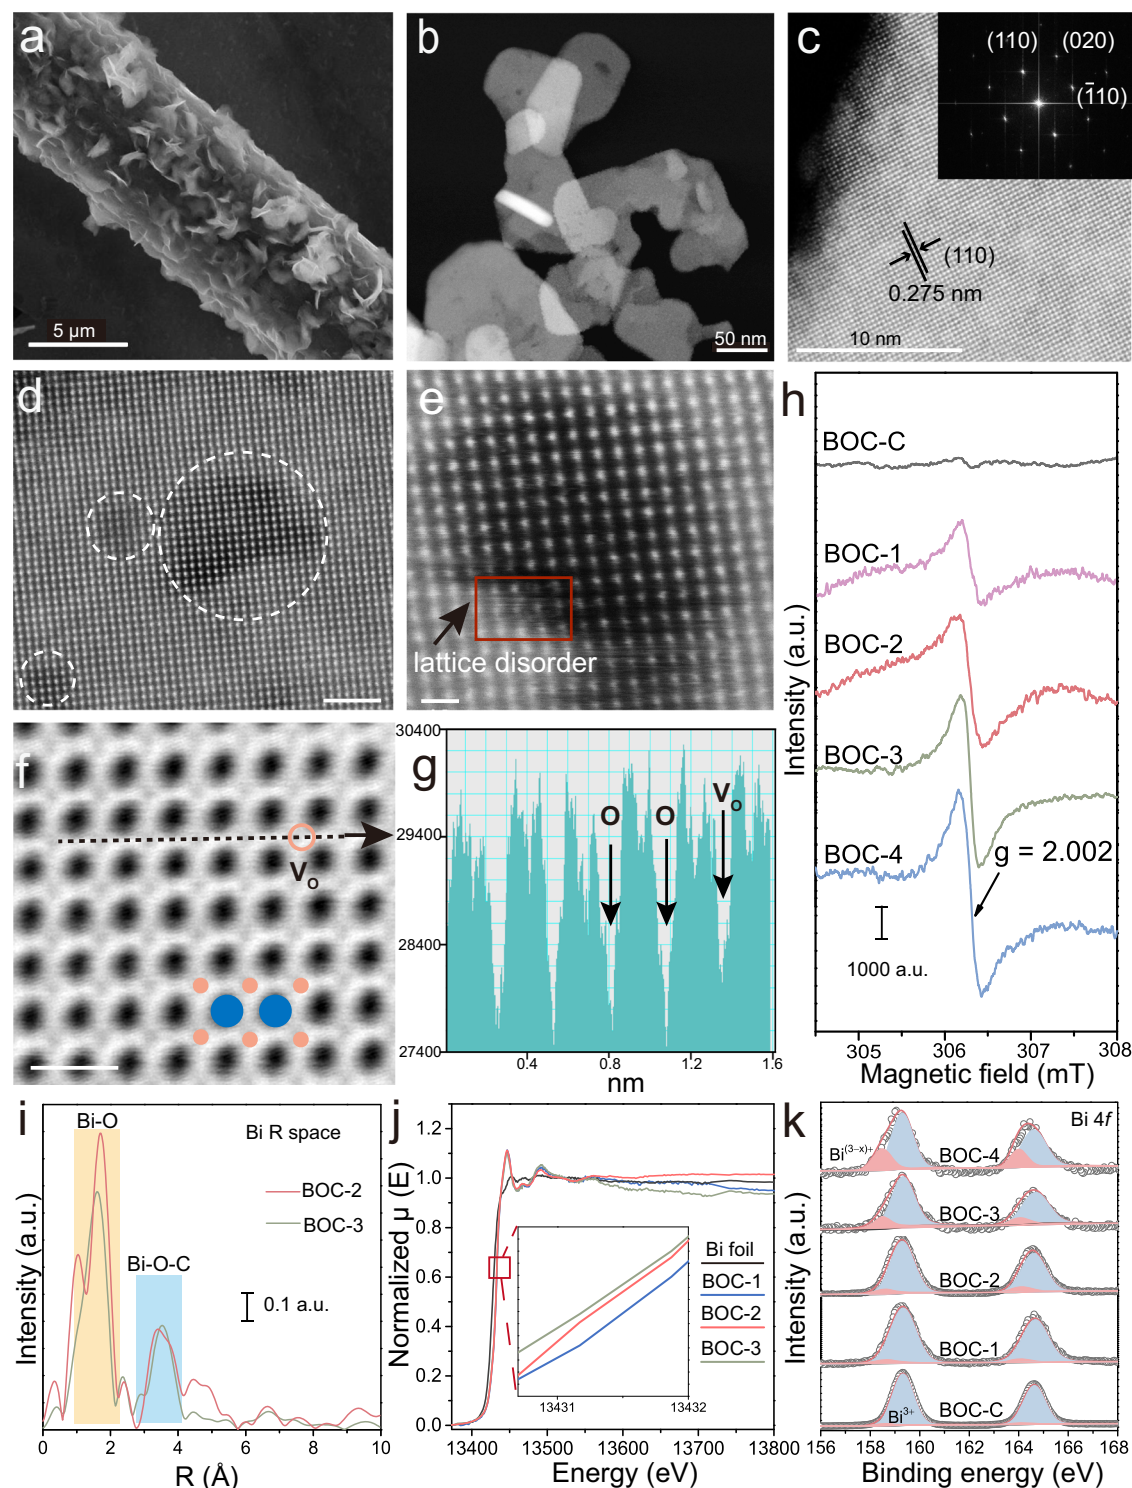 a
5 µm
b
50 nm
c
(110)
(020)
(1̄10)
(110)
0.275 nm
10 nm
d
e
lattice disorder
f
Vo
g
30400
29400
28400
27400
O
O
Vo
0.4
0.8
1.2
1.6
nm
h
BOC-C
BOC-1
BOC-2
BOC-3
BOC-4
g = 2.002
1000 a.u.
Intensity (a.u.)
305
306
307
308
Magnetic field (mT)
i
Bi-O
Bi R space
BOC-2
BOC-3
Bi-O-C
0.1 a.u.
Intensity (a.u.)
0
2
4
6
8
10
R (Å)
j
1.2
1.0
0.8
0.6
0.4
0.2
0.0
Normalized µ (E)
Bi foil
BOC-1
BOC-2
BOC-3
13431
13432
13400
13500
13600
13700
13800
Energy (eV)
k
Bi 4f
Bi(3−x)+
BOC-4
BOC-3
BOC-2
BOC-1
BOC-C
Bi3+
Intensity (a.u.)
156
158
160
162
164
166
168
Binding energy (eV)